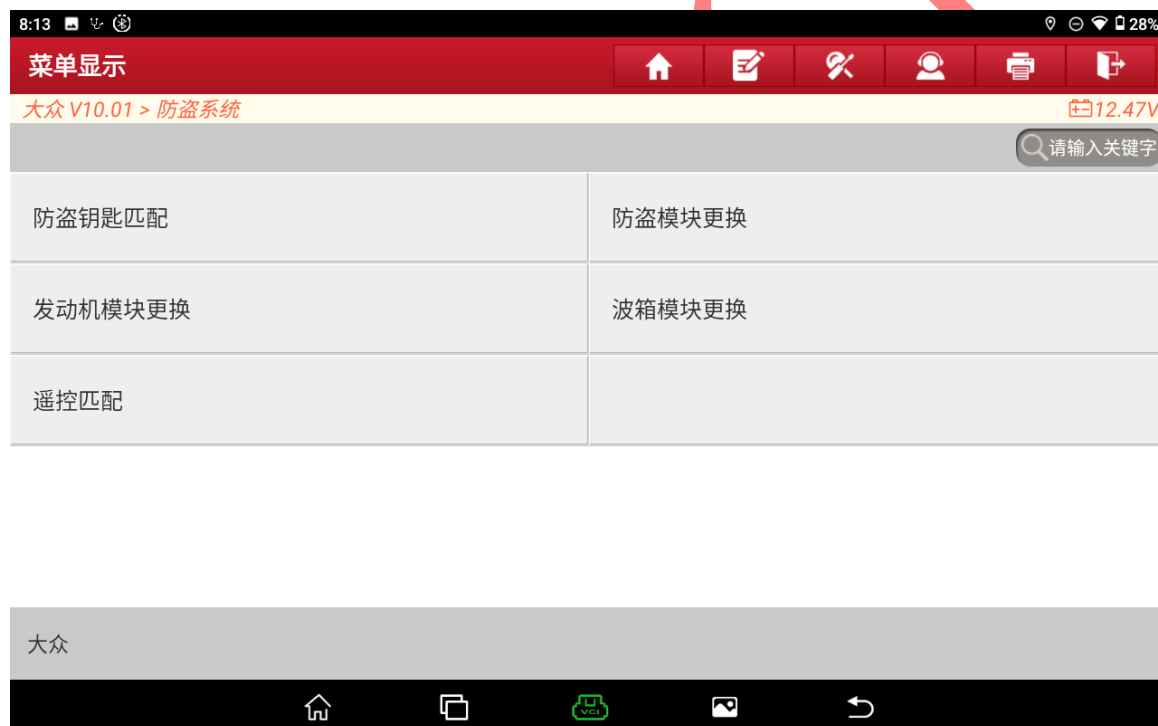 8:13 28%
菜单显示
大众 V10.01 > 防盗系统 12.47V
请输入关键字
防盗钥匙匹配 防盗模块更换
发动机模块更换 波箱模块更换
遥控匹配
大众
VCI